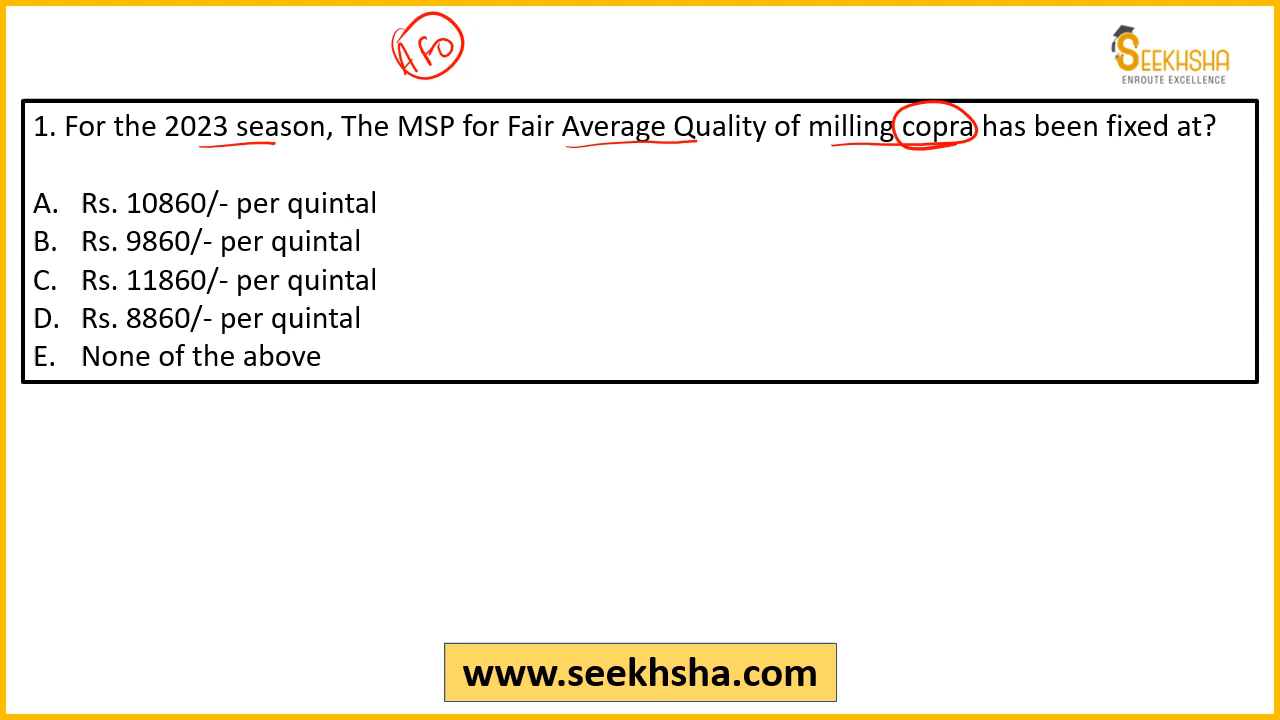 AFO
SEEKHSHA
ENROUTE EXCELLENCE
1. For the 2023 season, The MSP for Fair Average Quality of milling copra has been fixed at?
A. Rs. 10860/- per quintal
B. Rs. 9860/- per quintal
C. Rs. 11860/- per quintal
D. Rs. 8860/- per quintal
E. None of the above
www.seekhsha.com